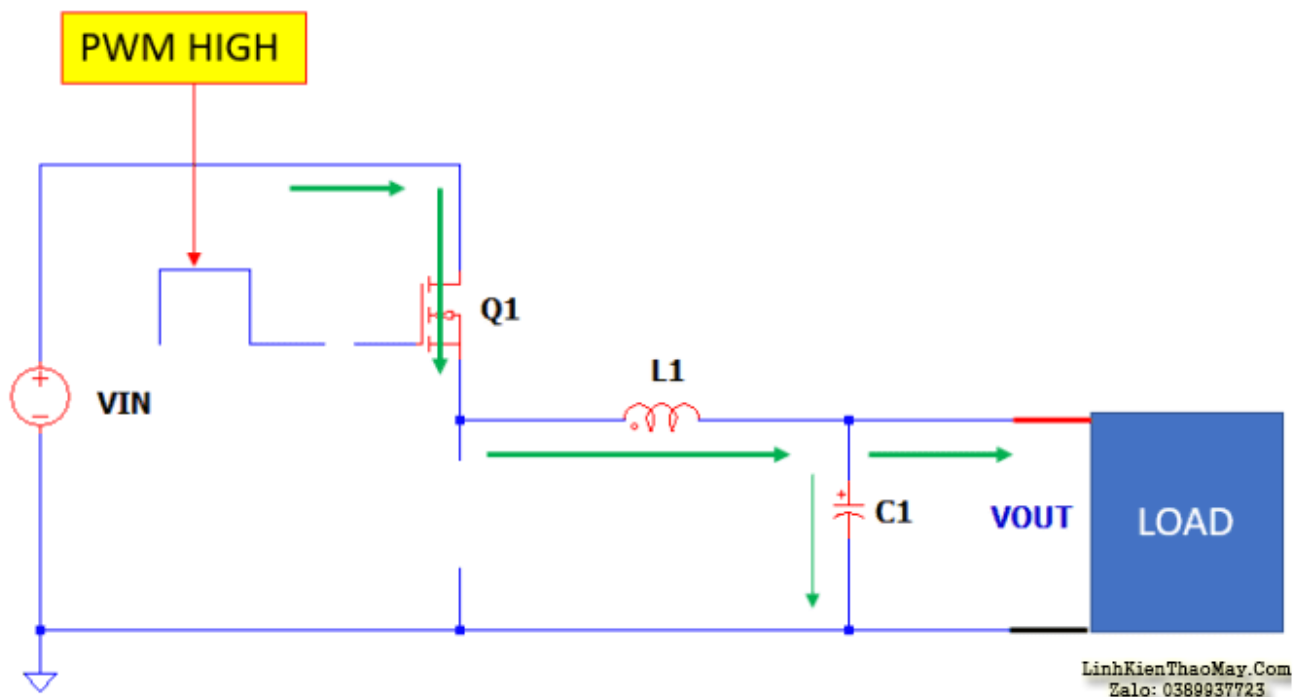 PWM HIGH
Q1
L1
VIN
C1
VOUT
LOAD
LinhKienThaoMay.Com
Zalo: 0389937723